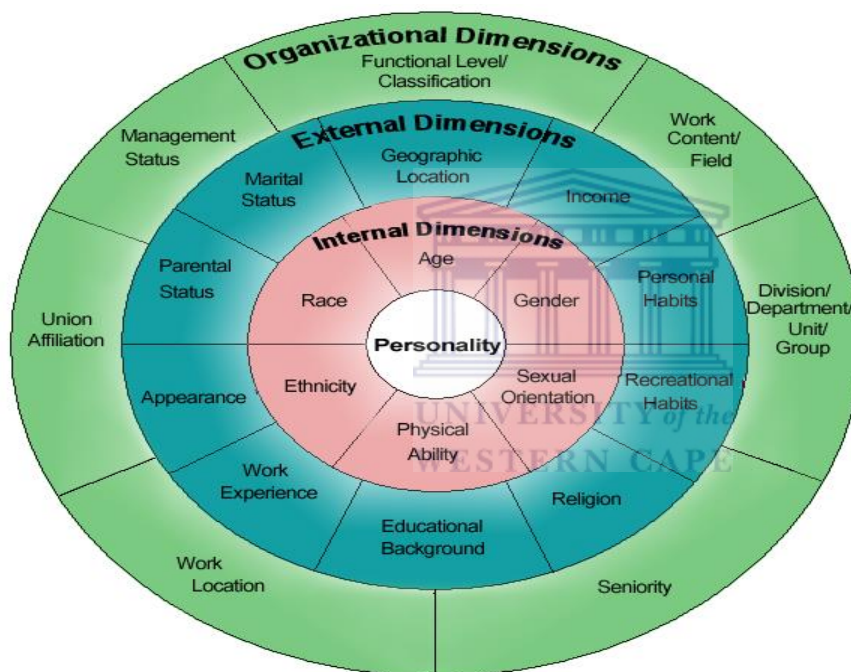 Organizational Dimensions
Functional Level/
Classification
Management
Status
Work
Content/
Field
External Dimensions
Geographic
Location
Marital
Status
Income
Internal Dimensions
Age
Parental
Status
Race
Gender
Personal
Habits
Union
Affiliation
Division/
Department/
Unit/
Group
Personality
Appearance
Ethnicity
Sexual
Orientation
Recreational
Habits
Physical
Ability
UNIVERSITY of the
WESTERN CAPE
Work
Experience
Religion
Educational
Background
Work
Location
Seniority